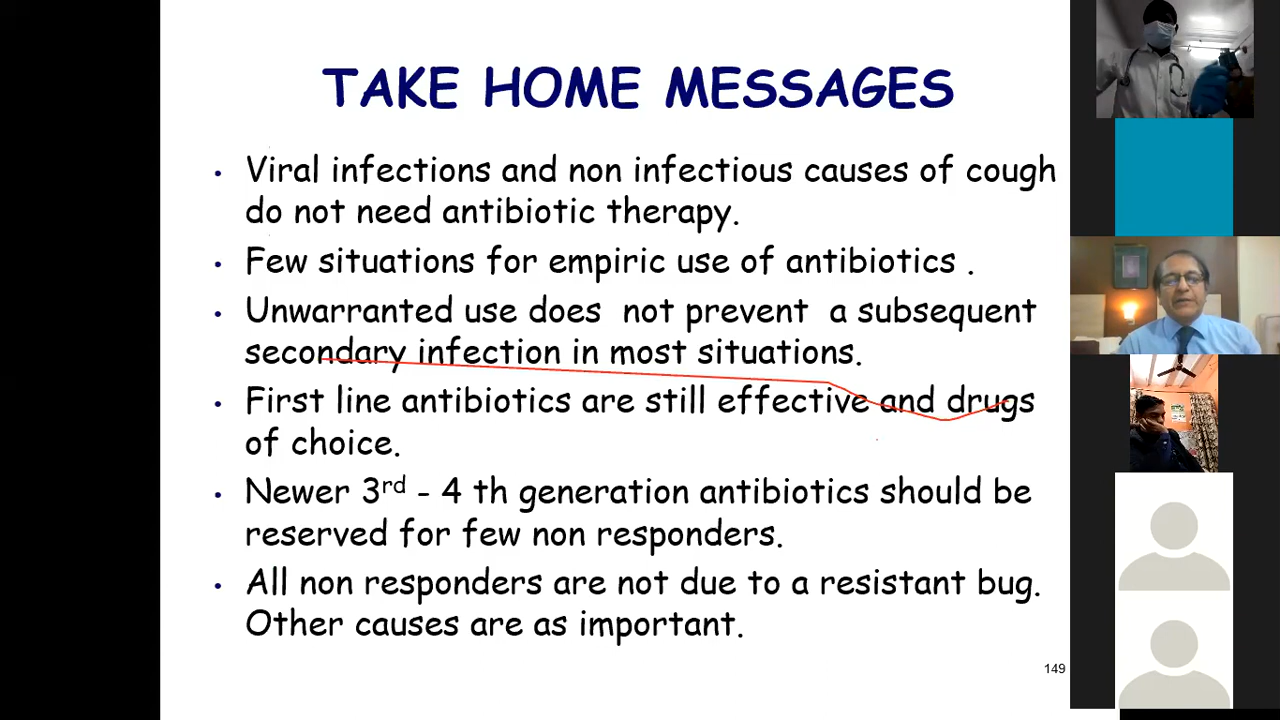 TAKE HOME MESSAGES
• Viral infections and non infectious causes of cough
do not need antibiotic therapy.
• Few situations for empiric use of antibiotics .
• Unwarranted use does not prevent a subsequent
secondary infection in most situations.
• First line antibiotics are still effective and drugs
of choice.
• Newer 3rd - 4 th generation antibiotics should be
reserved for few non responders.
• All non responders are not due to a resistant bug.
Other causes are as important.
149